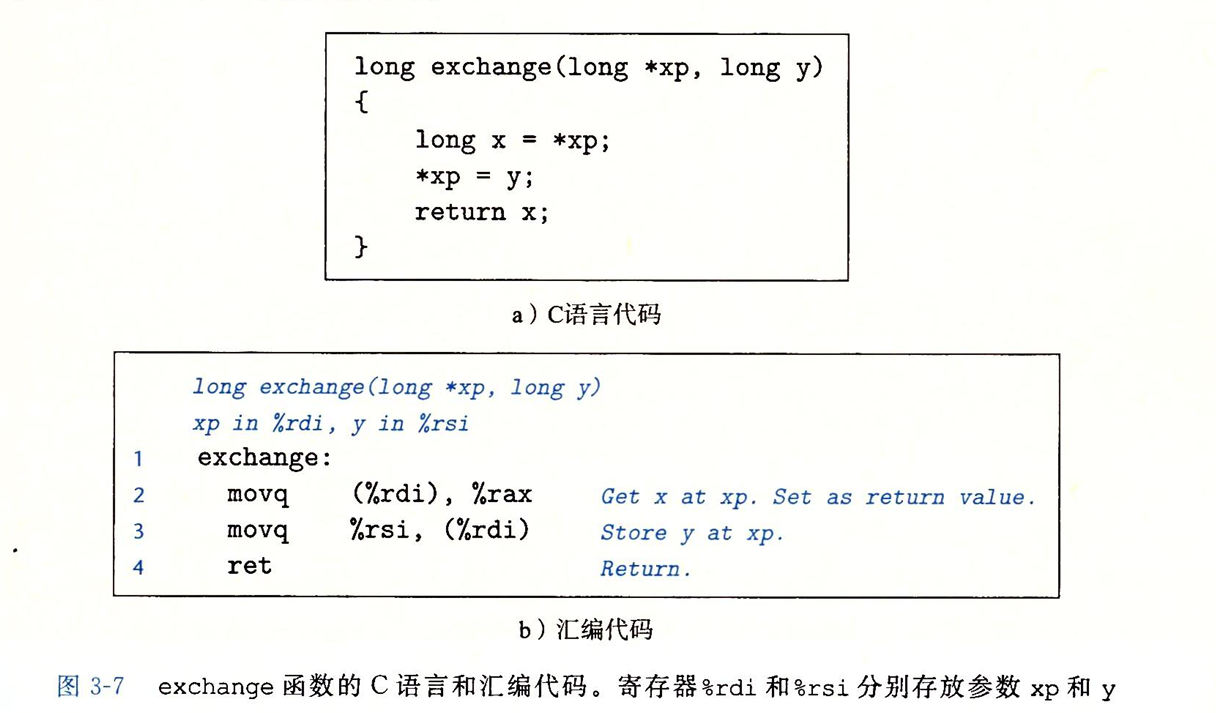 long exchange(long *xp, long y)
{
    long x = *xp;
    *xp = y;
    return x;
}
a）C语言代码
long exchange(long *xp, long y)
xp in %rdi, y in %rsi
1 exchange:
2 movq (%rdi), %rax Get x at xp. Set as return value.
3 movq %rsi, (%rdi) Store y at xp.
4 ret Return.
b）汇编代码
图 3-7 exchange 函数的 C 语言和汇编代码。寄存器%rdi 和%rsi 分别存放参数 xp 和 y